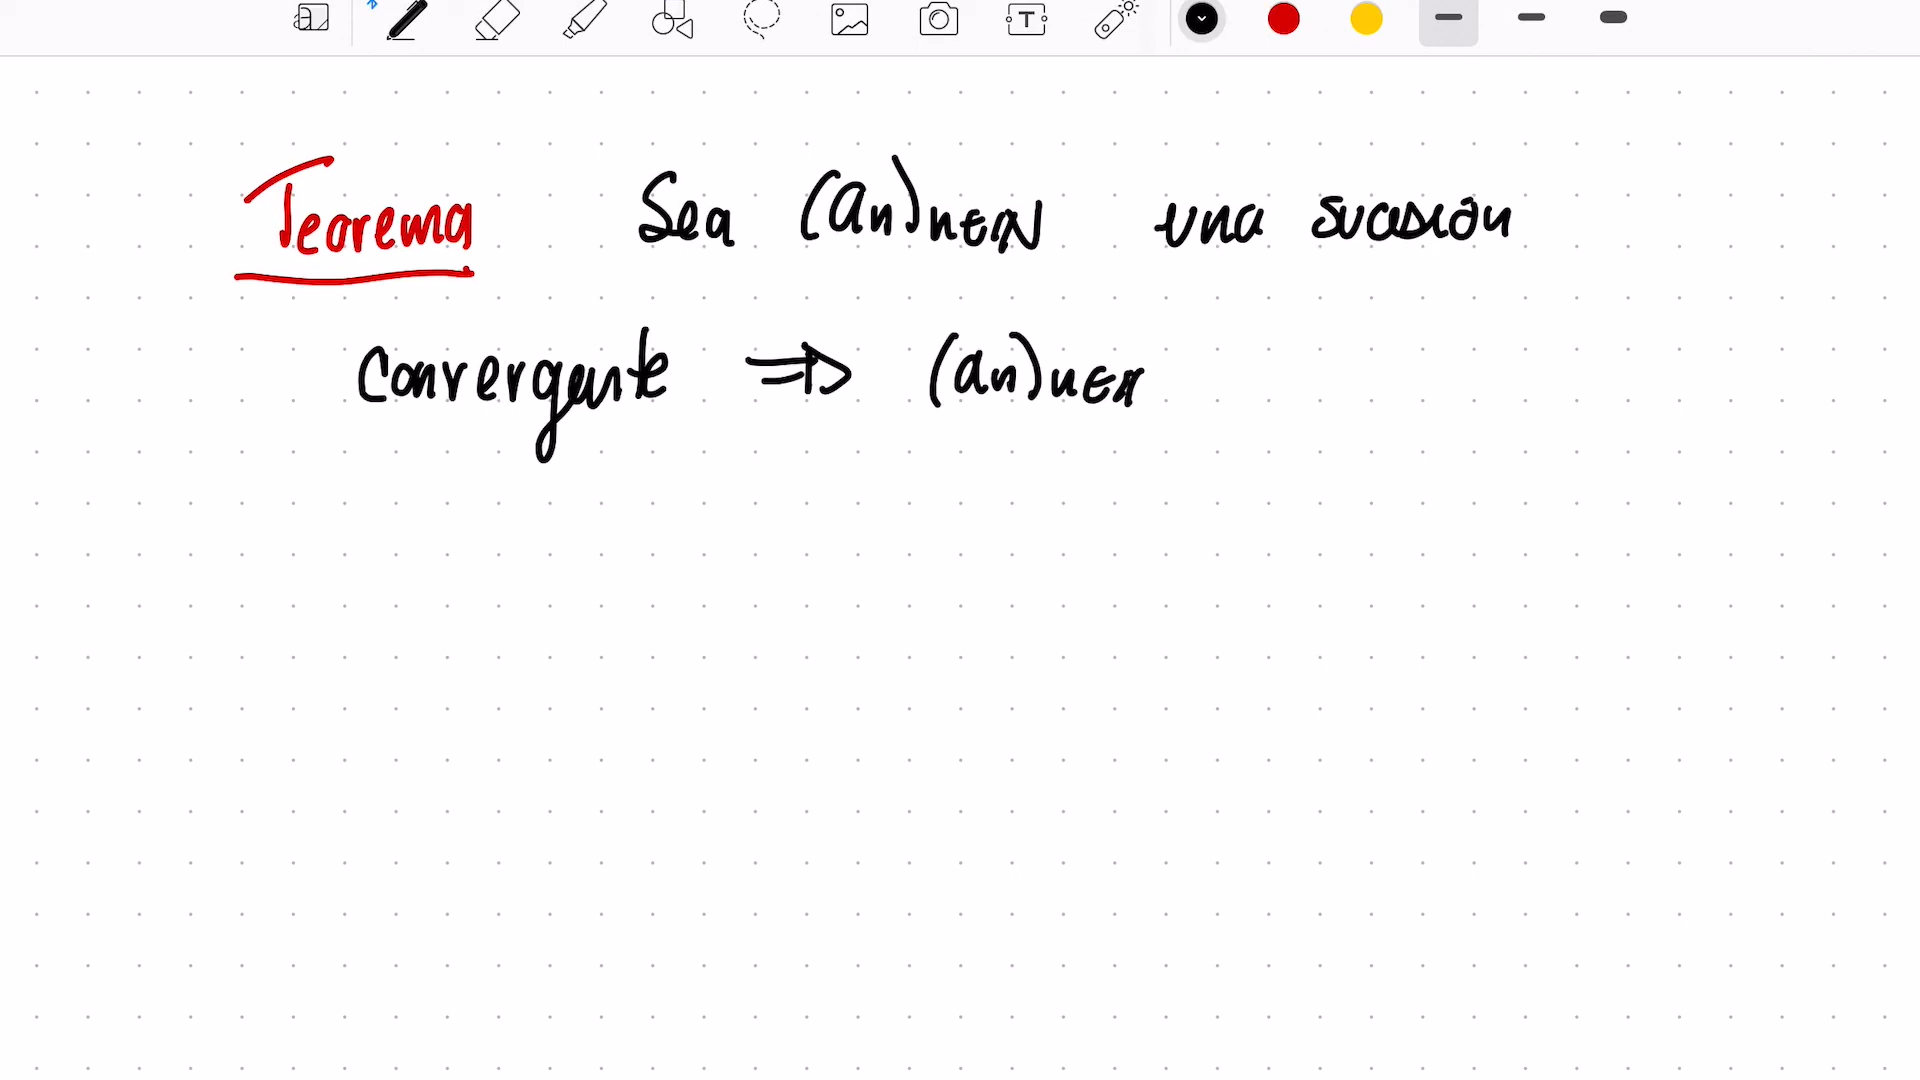 Teorema Sea (an)n∈N una sucesión
Convergente ⇒ (an)n∈N